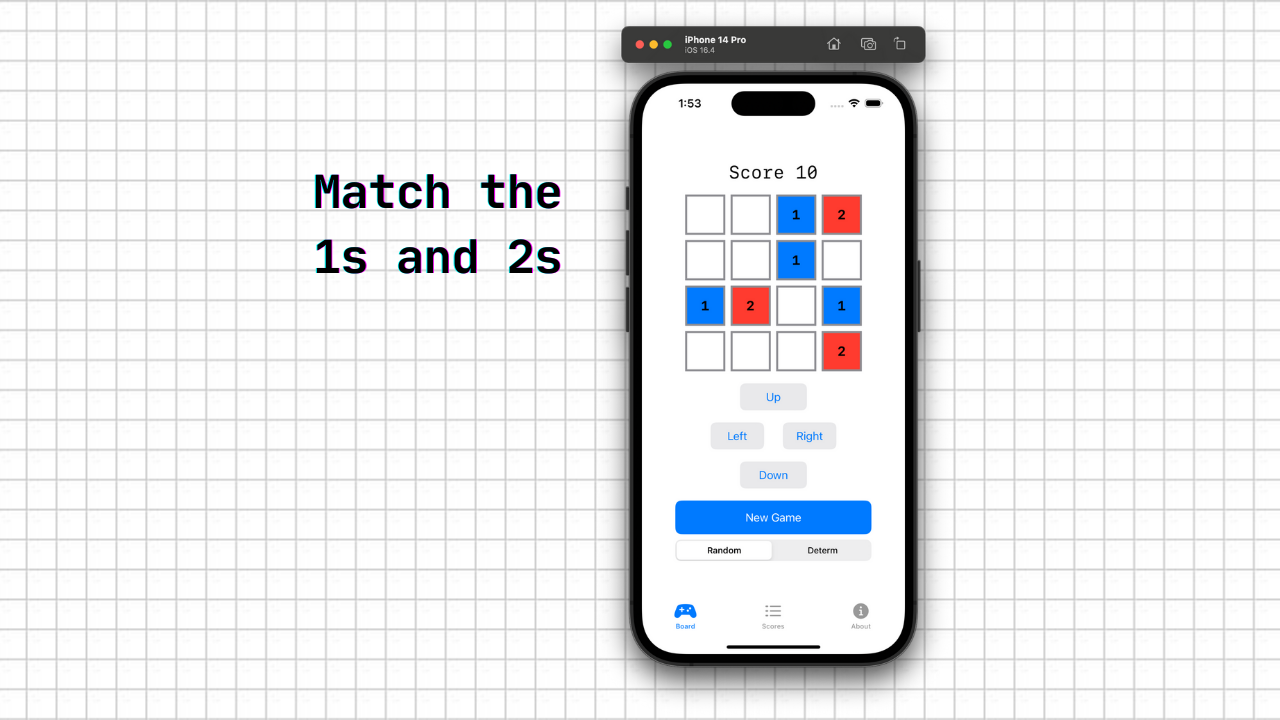 iPhone 14 Pro
iOS 16.4
1:53
Match the
1s and 2s
Score 10
1 2
1
1 2 1
2
Up
Left Right
Down
New Game
Random Determ
Board Scores About